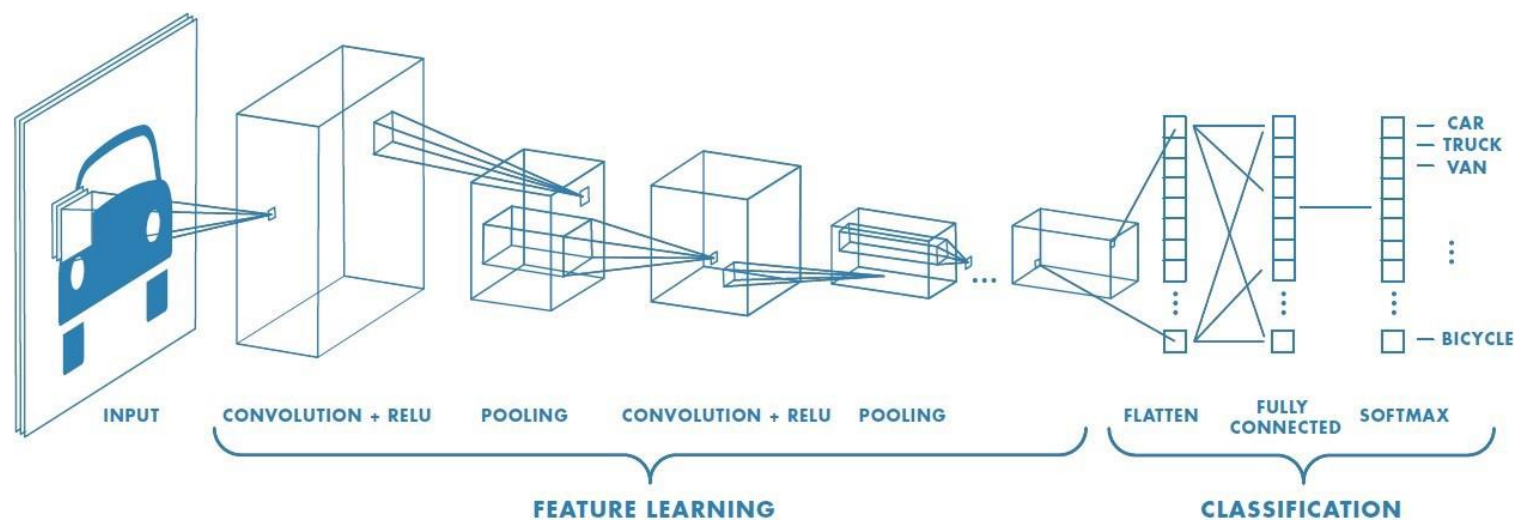 CAR
TRUCK
VAN
BICYCLE
INPUT
CONVOLUTION + RELU
POOLING
CONVOLUTION + RELU
POOLING
FLATTEN
FULLY
CONNECTED
SOFTMAX
FEATURE LEARNING
CLASSIFICATION